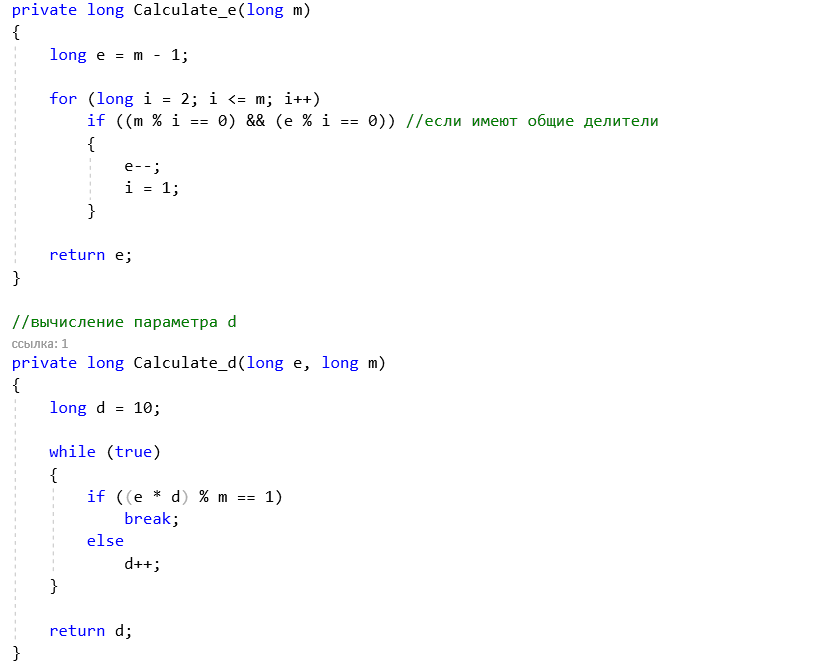 private long Calculate_e(long m)
{
    long e = m - 1;

    for (long i = 2; i <= m; i++)
        if ((m % i == 0) && (e % i == 0)) //если имеют общие делители
        {
            e--;
            i = 1;
        }

    return e;
}

//вычисление параметра d
ссылка: 1
private long Calculate_d(long e, long m)
{
    long d = 10;

    while (true)
    {
        if ((e * d) % m == 1)
            break;
        else
            d++;
    }

    return d;
}